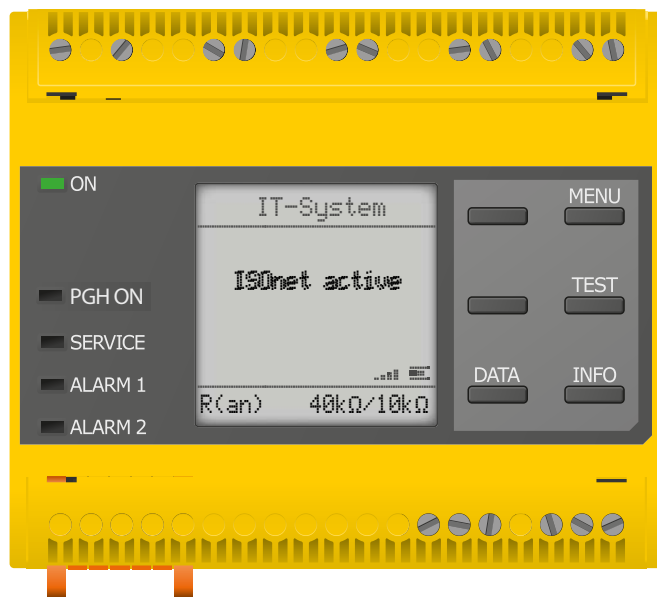 ON
IT-System
MENU
ISOnet active
PGH ON
TEST
SERVICE
DATA
INFO
ALARM 1
R(an) 40kΩ/10kΩ
ALARM 2